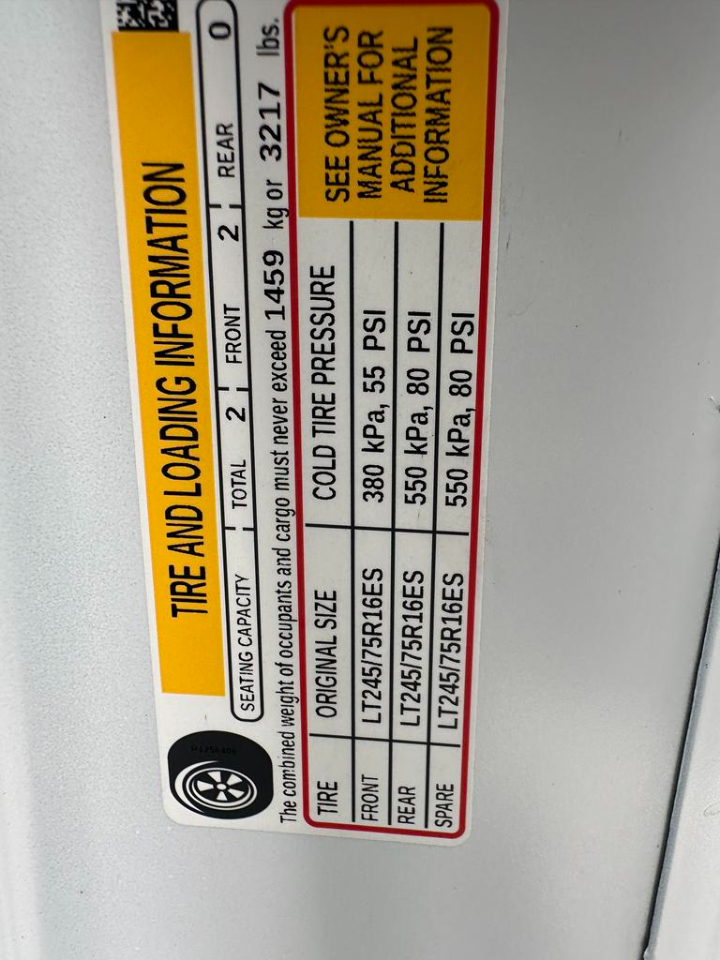 TIRE AND LOADING INFORMATION
SEATING CAPACITY TOTAL 2 FRONT 2 REAR 0
The combined weight of occupants and cargo must never exceed 1459 kg or 3217 lbs.
TIRE ORIGINAL SIZE COLD TIRE PRESSURE
FRONT LT245/75R16ES 380 kPa, 55 PSI
REAR LT245/75R16ES 550 kPa, 80 PSI
SPARE LT245/75R16ES 550 kPa, 80 PSI
SEE OWNER'S
MANUAL FOR
ADDITIONAL
INFORMATION